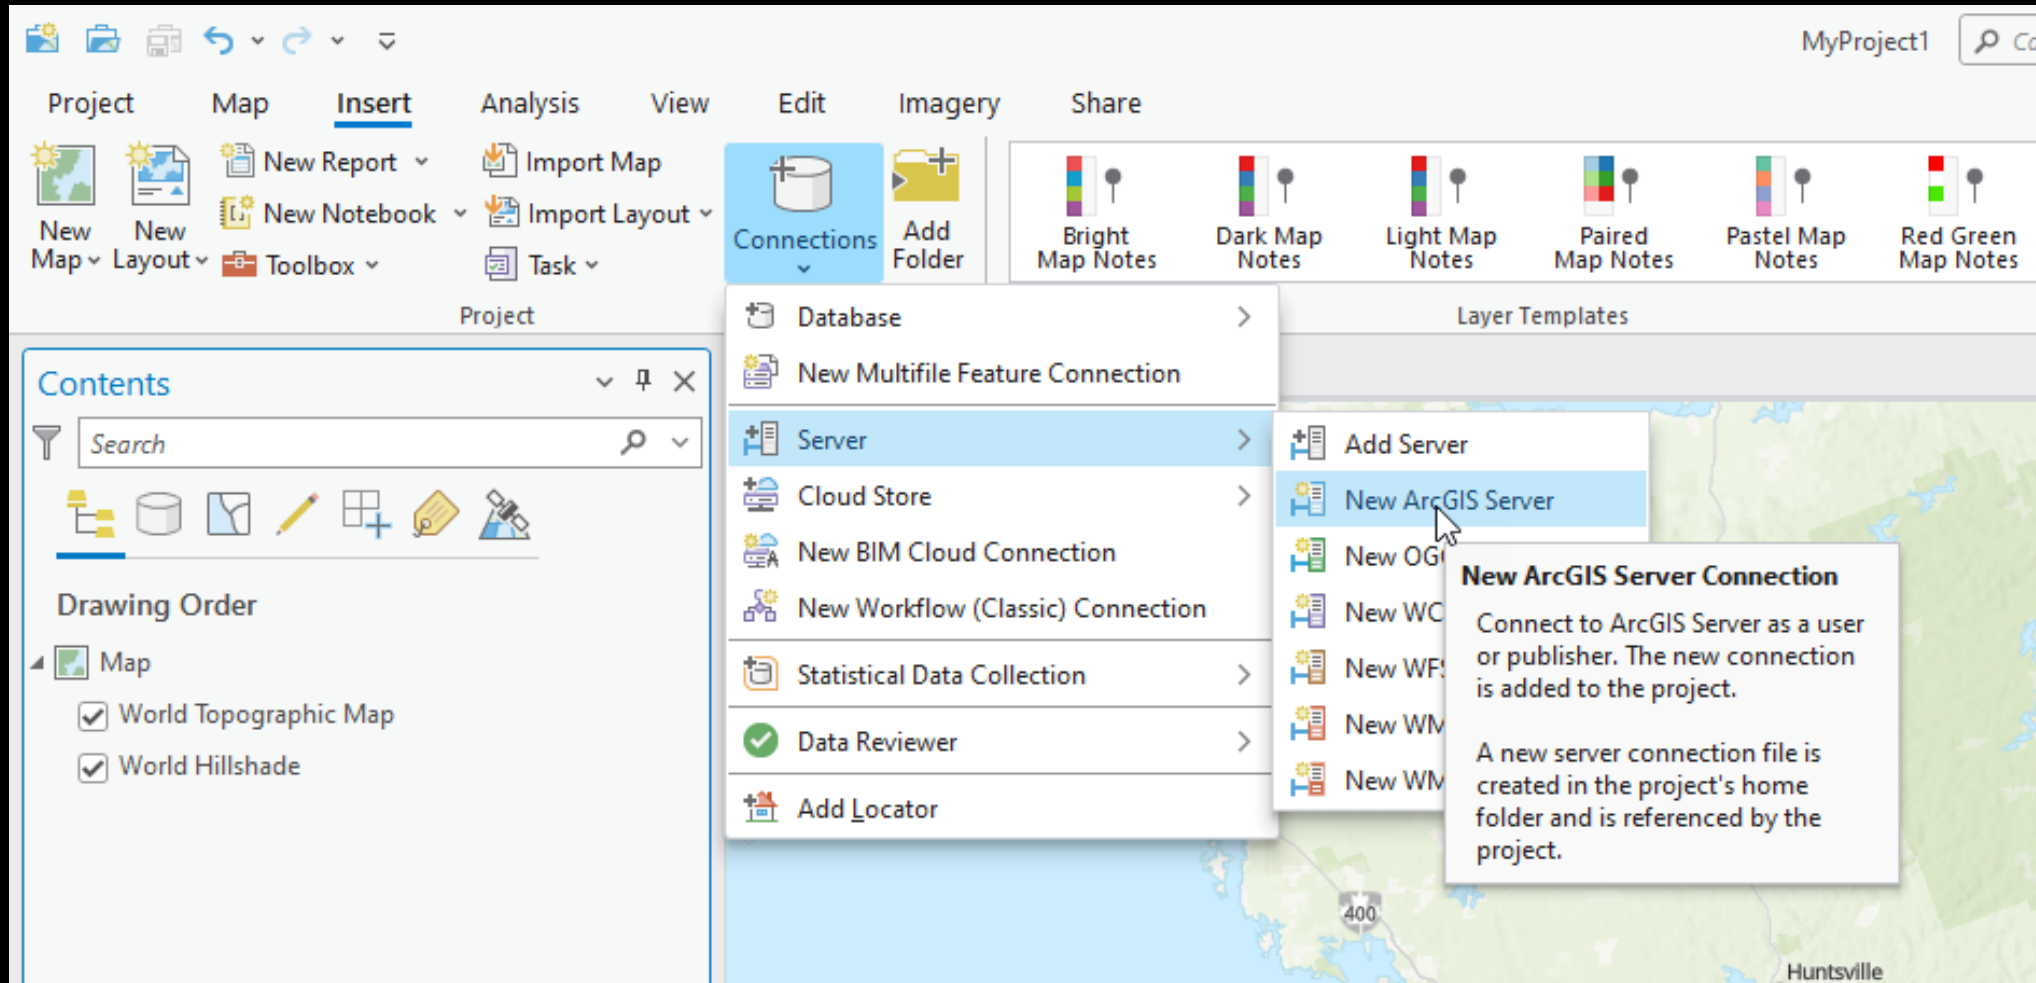 MyProject1
Project Map Insert Analysis View Edit Imagery Share
New Map
New Layout
New Report
New Notebook
Toolbox
Import Map
Import Layout
Task
Connections
Add Folder
Bright Map Notes
Dark Map Notes
Light Map Notes
Paired Map Notes
Pastel Map Notes
Red Green Map Notes
Project
Layer Templates
Contents
Search
Drawing Order
Map
World Topographic Map
World Hillshade
Database
New Multifile Feature Connection
Server
Cloud Store
New BIM Cloud Connection
New Workflow (Classic) Connection
Statistical Data Collection
Data Reviewer
Add Locator
Add Server
New ArcGIS Server
New
New
New
New
New
New ArcGIS Server Connection
Connect to ArcGIS Server as a user
or publisher. The new connection
is added to the project.
A new server connection file is
created in the project's home
folder and is referenced by the
project.
400
Huntsville